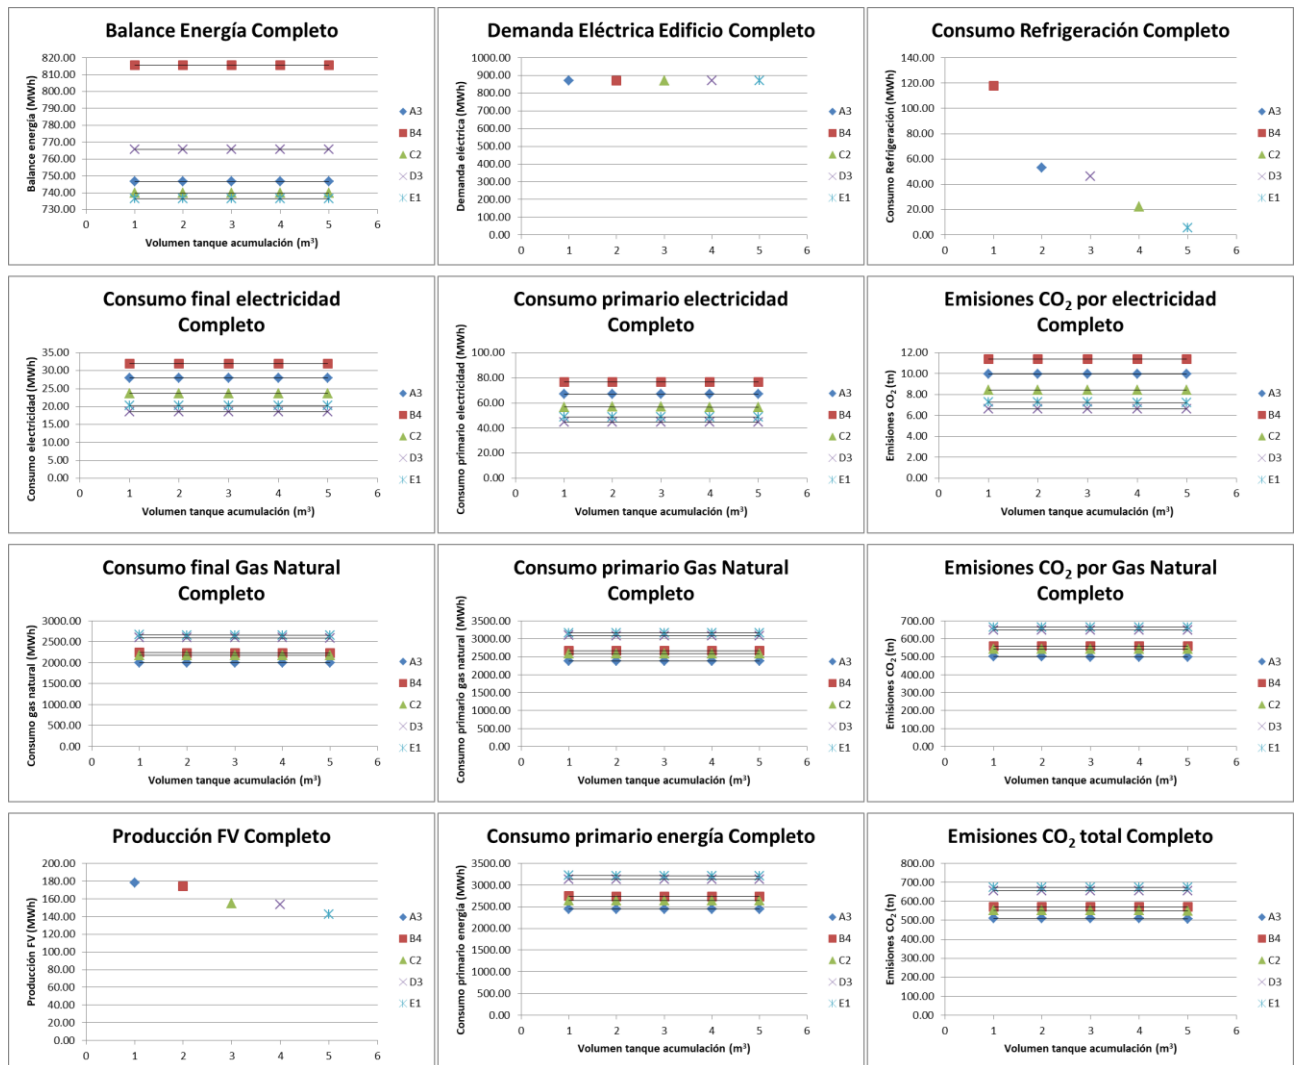 Balance Energía Completo
Balance energía (MWh)
820.00
810.00
800.00
790.00
780.00
770.00
760.00
750.00
740.00
730.00
0 1 2 3 4 5 6
Volumen tanque acumulación (m³)
A3
B4
C2
D3
E1
Demanda Eléctrica Edificio Completo
Demanda eléctrica (MWh)
1000.00
900.00
800.00
700.00
600.00
500.00
400.00
300.00
200.00
100.00
0.00
0 1 2 3 4 5 6
A3
B4
C2
D3
E1
Consumo Refrigeración Completo
Consumo Refrigeración (MWh)
140.00
120.00
100.00
80.00
60.00
40.00
20.00
0.00
0 1 2 3 4 5 6
A3
B4
D3
C2
E1
Consumo final electricidad
Completo
Consumo electricidad (MWh)
35.00
30.00
25.00
20.00
15.00
10.00
5.00
0.00
0 1 2 3 4 5 6
Volumen tanque acumulación (m³)
A3
B4
C2
D3
E1
Consumo primario electricidad
Completo
Consumo primario electricidad (MWh)
100.00
80.00
60.00
40.00
20.00
0.00
0 1 2 3 4 5 6
Volumen tanque acumulación (m³)
A3
B4
C2
D3
E1
Emisiones CO₂ por electricidad
Completo
Emisiones CO₂ (tn)
12.00
10.00
8.00
6.00
4.00
2.00
0.00
0 1 2 3 4 5 6
Volumen tanque acumulación (m³)
A3
B4
C2
D3
E1
Consumo final Gas Natural
Completo
Consumo gas natural (MWh)
3000.00
2500.00
2000.00
1500.00
1000.00
500.00
0.00
0 1 2 3 4 5 6
Volumen tanque acumulación (m³)
A3
B4
C2
D3
E1
Consumo primario Gas Natural
Completo
Consumo primario gas natural (MWh)
3500.00
3000.00
2500.00
2000.00
1500.00
1000.00
500.00
0.00
0 1 2 3 4 5 6
Volumen tanque acumulación (m³)
A3
B4
C2
D3
E1
Emisiones CO₂ por Gas Natural
Completo
Emisiones CO₂ (tn)
700.00
600.00
500.00
400.00
300.00
200.00
100.00
0.00
0 1 2 3 4 5 6
Volumen tanque acumulación (m³)
A3
B4
C2
D3
E1
Producción FV Completo
Producción FV (MWh)
200.00
180.00
160.00
140.00
120.00
100.00
80.00
60.00
40.00
20.00
0.00
0 1 2 3 4 5 6
A3
B4
C2
D3
E1
Consumo primario energía Completo
Consumo primario energía (MWh)
3500.00
3000.00
2500.00
2000.00
1500.00
1000.00
500.00
0.00
0 1 2 3 4 5 6
Volumen tanque acumulación (m³)
A3
B4
C2
D3
E1
Emisiones CO₂ total Completo
Emisiones CO₂ (tn)
800.00
700.00
600.00
500.00
400.00
300.00
200.00
100.00
0.00
0 1 2 3 4 5 6
Volumen tanque acumulación (m³)
A3
B4
C2
D3
E1